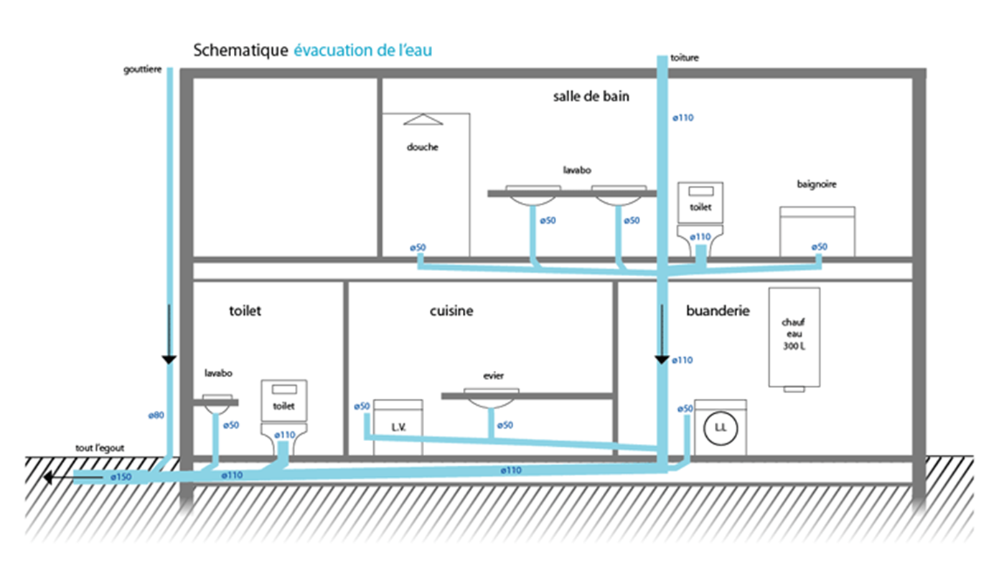 Schematique évacuation de l'eau
gouttiere
toiture
salle de bain
ø110
douche
lavabo
baignoire
toilet
ø50
ø50
ø110
ø50
ø50
toilet
cuisine
buanderie
chauf
eau
300 L
ø110
lavabo
evier
toilet
ø50
ø50
ø80
ø50
ø50
L.V.
L.L
ø110
tout l'egout
ø150
ø110
ø110